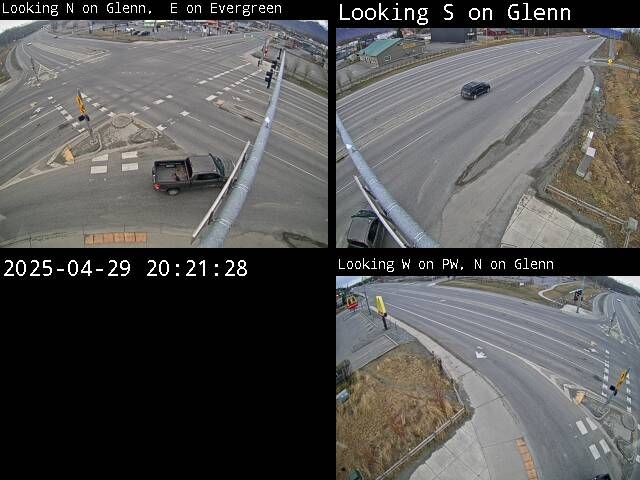 Looking N on Glenn,  E on Evergreen
Looking S on Glenn
2025-04-29 20:21:28
Looking W on PW, N on Glenn